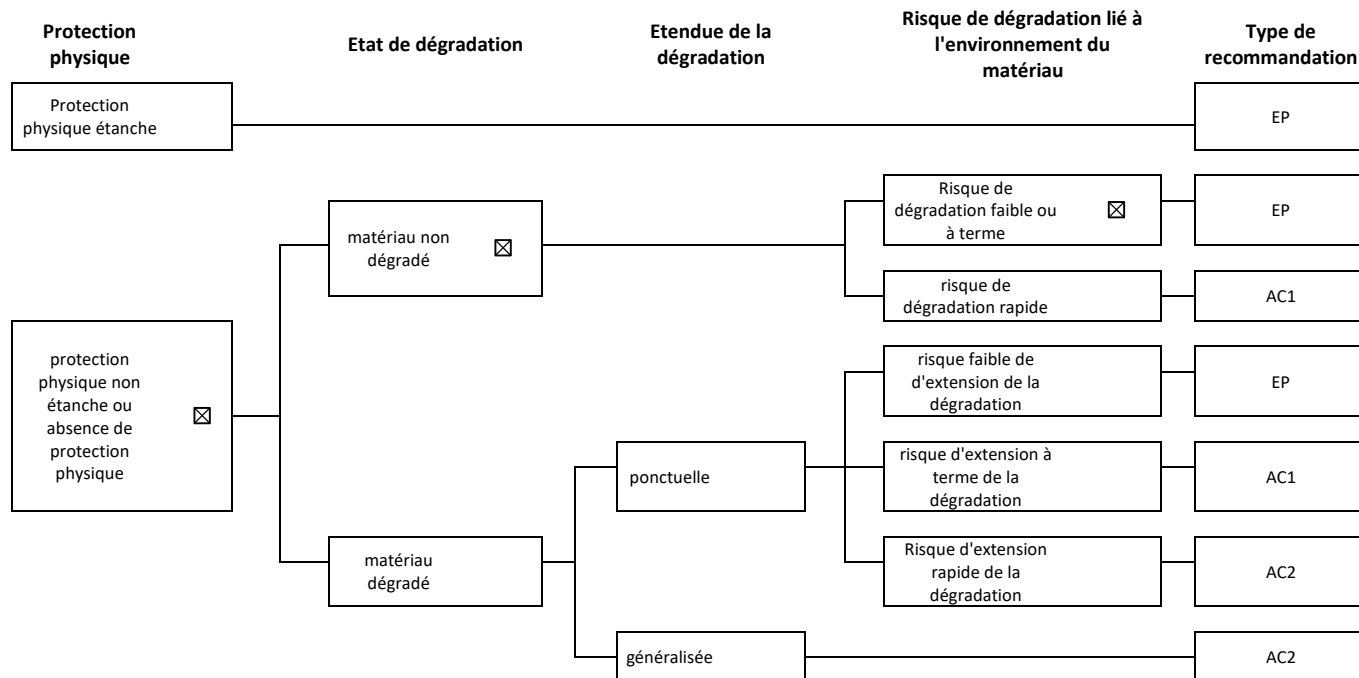 Protection
physique
Etat de dégradation
Etendue de la
dégradation
Risque de dégradation lié à
l'environnement du
matériau
Type de
recommandation
Protection
physique étanche
EP
matériau non
dégradé
Risque de
dégradation faible ou
à terme
EP
risque de
dégradation rapide
AC1
protection
physique non
étanche ou
absence de
protection
physique
risque faible de
d'extension de la
dégradation
EP
ponctuelle
risque d'extension à
terme de la
dégradation
AC1
matériau
dégradé
Risque d'extension
rapide de la
dégradation
AC2
généralisée
AC2